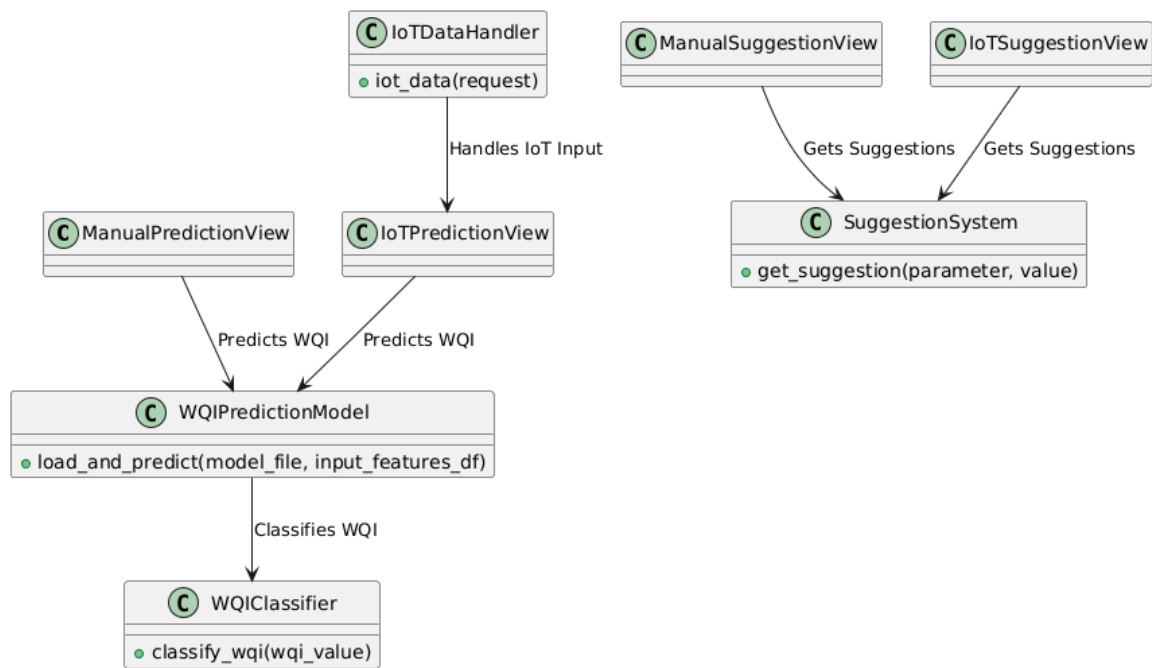 C IoTDataHandler
iot_data(request)
C ManualSuggestionView
C IoTSuggestionView
Handles IoT Input
Gets Suggestions
Gets Suggestions
C ManualPredictionView
C IoTPredictionView
C SuggestionSystem
get_suggestion(parameter, value)
Predicts WQI
Predicts WQI
C WQIPredictionModel
load_and_predict(model_file, input_features_df)
Classifies WQI
C WQIClassifier
classify_wqi(wqi_value)